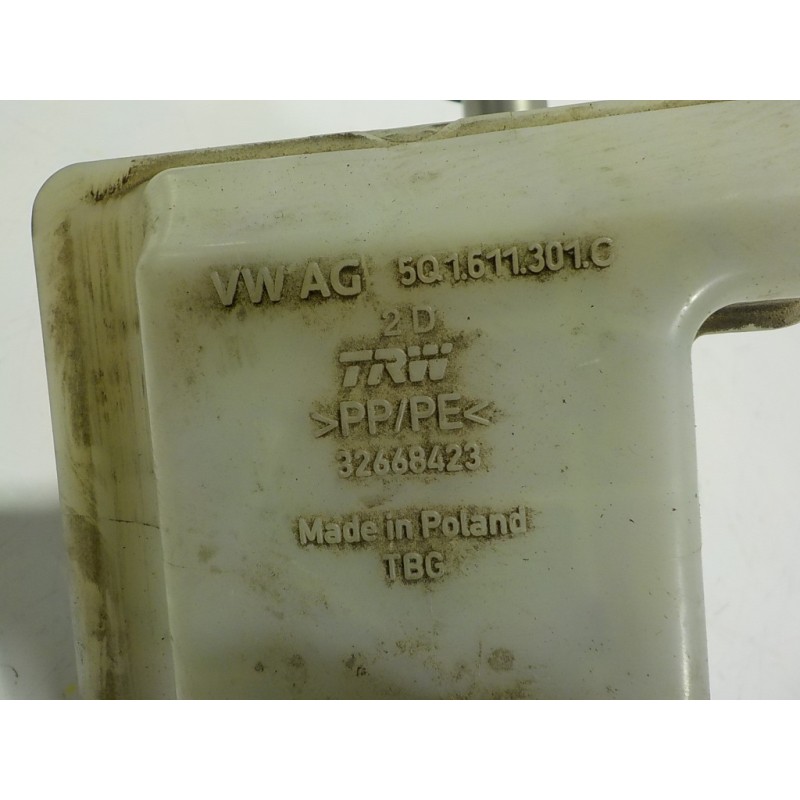 VW AG 5Q1.611.301.C
2 D
TRW
>PP/PE<
32668423
Made in Poland
TBG